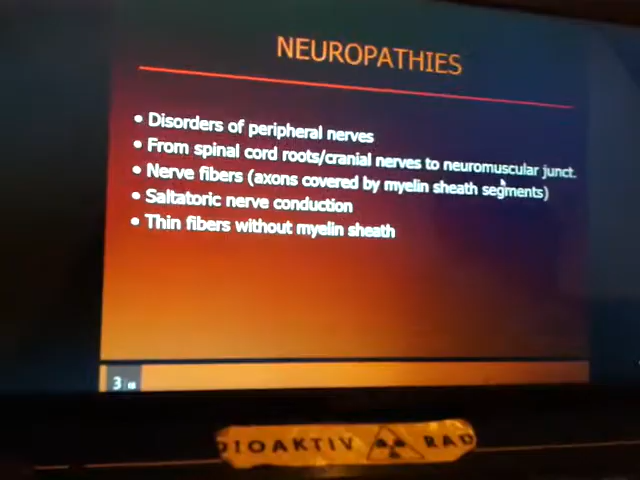 NEUROPATHIES
• Disorders of peripheral nerves
• From spinal cord roots/cranial nerves to neuromuscular junct.
• Nerve fibers (axons covered by myelin sheath segments)
• Saltatoric nerve conduction
• Thin fibers without myelin sheath
3
DIOAKTIV RAD